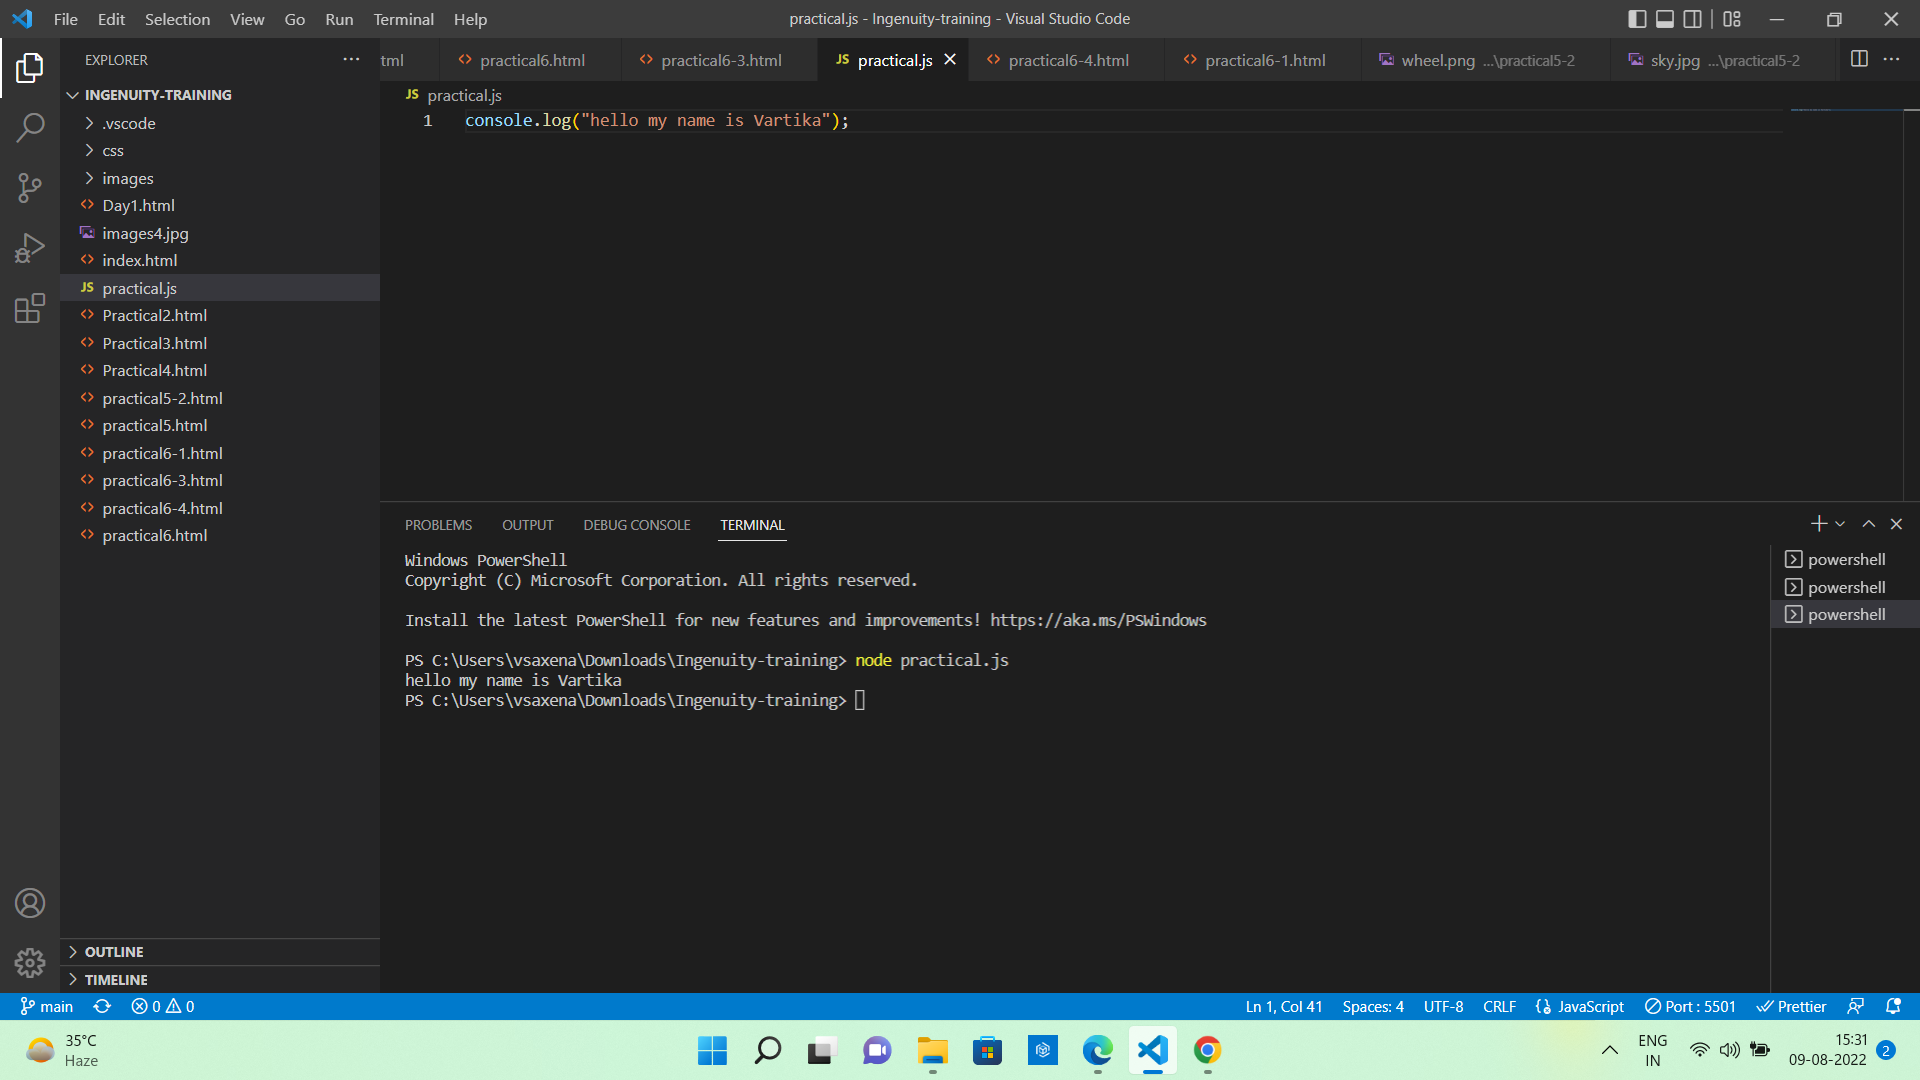 File Edit Selection View Go Run Terminal Help
practical.js - Ingenuity-training - Visual Studio Code
EXPLORER
tml
practical6.html
practical6-3.html
JS practical.js
practical6-4.html
practical6-1.html
wheel.png ...\practical5-2
sky.jpg ...\practical5-2
INGENUITY-TRAINING
.vscode
css
images
Day1.html
images4.jpg
index.html
JS practical.js
Practical2.html
Practical3.html
Practical4.html
practical5-2.html
practical5.html
practical6-1.html
practical6-3.html
practical6-4.html
practical6.html
OUTLINE
TIMELINE
JS practical.js
1 console.log("hello my name is Vartika");
PROBLEMS OUTPUT DEBUG CONSOLE TERMINAL
Windows PowerShell
Copyright (C) Microsoft Corporation. All rights reserved.
Install the latest PowerShell for new features and improvements! https://aka.ms/PSWindows
PS C:\Users\vsaxena\Downloads\Ingenuity-training> node practical.js
hello my name is Vartika
PS C:\Users\vsaxena\Downloads\Ingenuity-training>
powershell
powershell
powershell
main 0 0
Ln 1, Col 41 Spaces: 4 UTF-8 CRLF JavaScript Port : 5501 Prettier
35°C
Haze
ENG
IN
15:31
09-08-2022
2